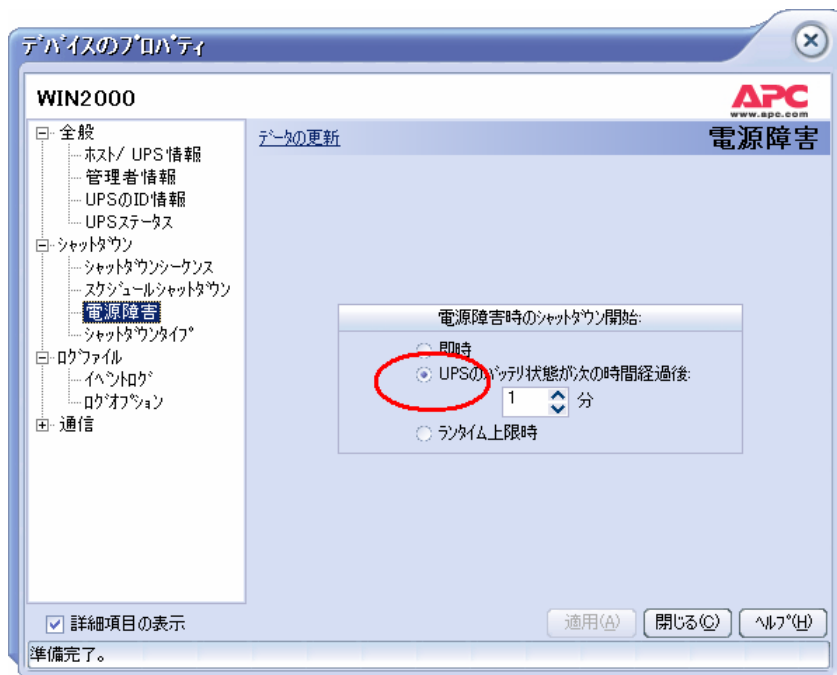 ﾃﾞﾊﾞｲｽのﾌﾟﾛﾊﾟﾃｨ
WIN2000
APC
www.apc.com
全般
ﾎｽﾄ/ UPS情報
管理者情報
UPSのID情報
UPSｽﾃｰﾀｽ
ｼｬｯﾄﾀﾞｳﾝ
ｼｬｯﾄﾀﾞｳﾝｼｰｹﾝｽ
ｽｹｼﾞｭｰﾙｼｬｯﾄﾀﾞｳﾝ
電源障害
ｼｬｯﾄﾀﾞｳﾝﾀｲﾌﾟ
ﾛｸﾞﾌｧｲﾙ
ｲﾍﾞﾝﾄﾛｸﾞ
ﾛｸﾞｵﾌﾟｼｮﾝ
通信
ﾃﾞｰﾀの更新
電源障害
電源障害時のｼｬｯﾄﾀﾞｳﾝ開始:
即時
UPSのﾊﾞｯﾃﾘ状態が次の時間経過後:
1 分
ﾗﾝﾀｲﾑ上限時
詳細項目の表示
適用(A) 閉じる(C) ﾍﾙﾌﾟ(H)
準備完了。